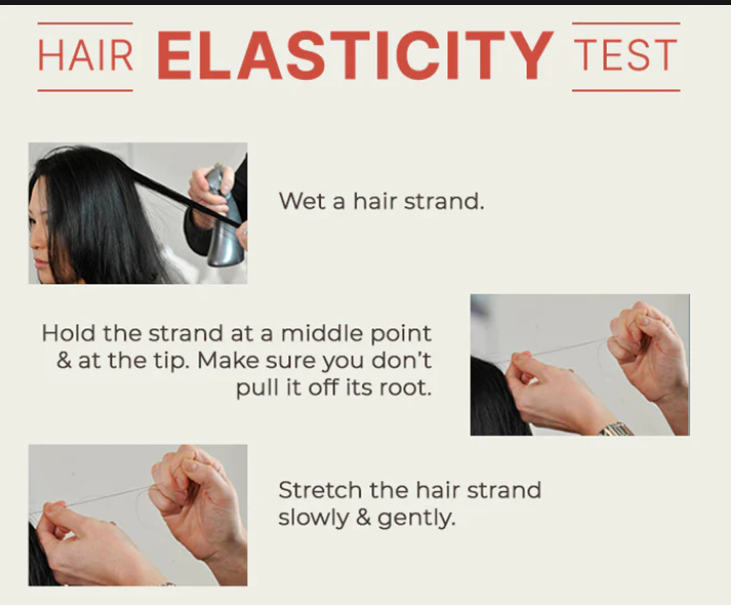 HAIR ELASTICITY TEST
Wet a hair strand.
Hold the strand at a middle point
& at the tip. Make sure you don't
pull it off its root.
Stretch the hair strand
slowly & gently.